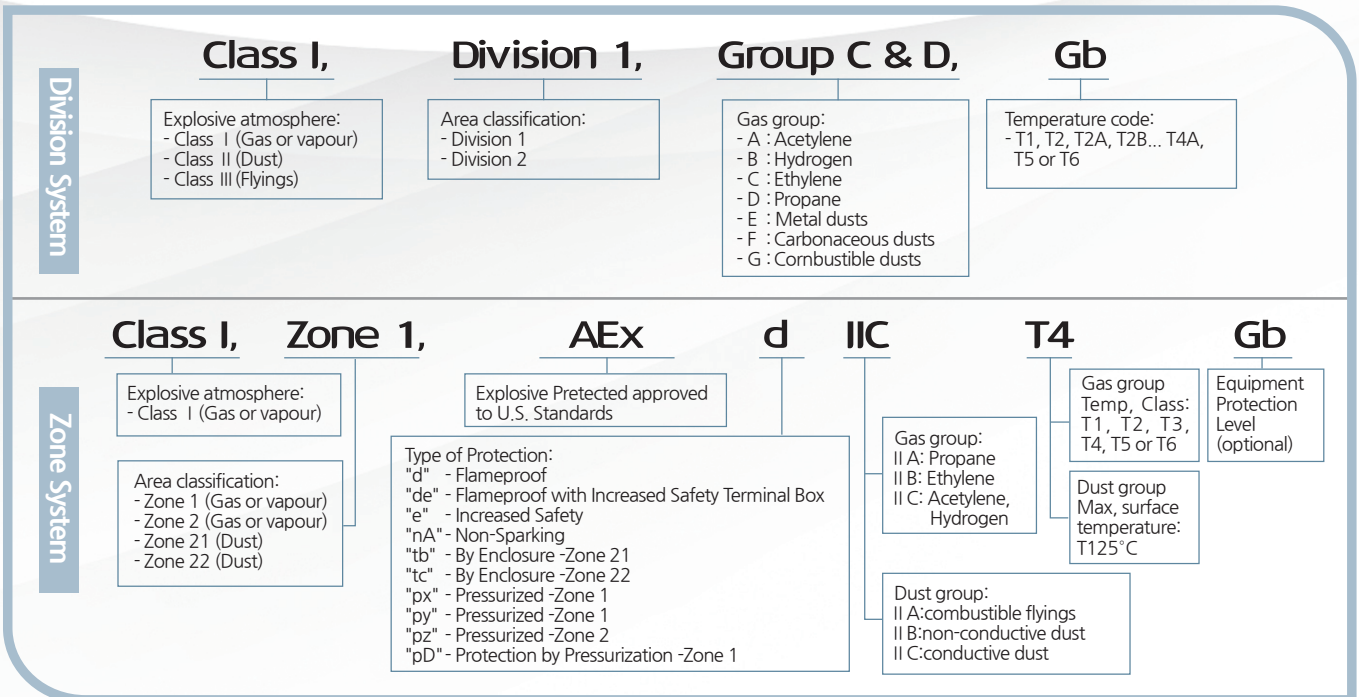 Division System
Class I,
Division 1,
Group C & D,
Gb
Explosive atmosphere:
- Class I (Gas or vapour)
- Class II (Dust)
- Class III (Flyings)
Area classification:
- Division 1
- Division 2
Gas group:
- A : Acetylene
- B : Hydrogen
- C : Ethylene
- D : Propane
- E : Metal dusts
- F : Carbonaceous dusts
- G : Cornbustible dusts
Temperature code:
- T1, T2, T2A, T2B... T4A,
T5 or T6
Zone System
Class I,
Zone 1,
AEx
d
IIC
T4
Gb
Explosive atmosphere:
- Class I (Gas or vapour)
Area classification:
- Zone 1 (Gas or vapour)
- Zone 2 (Gas or vapour)
- Zone 21 (Dust)
- Zone 22 (Dust)
Explosive Pretected approved
to U.S. Standards
Type of Protection:
"d" - Flameproof
"de" - Flameproof with Increased Safety Terminal Box
"e" - Increased Safety
"nA" - Non-Sparking
"tb" - By Enclosure -Zone 21
"tc" - By Enclosure -Zone 22
"px" - Pressurized -Zone 1
"py" - Pressurized -Zone 1
"pz" - Pressurized -Zone 2
"pD" - Protection by Pressurization -Zone 1
Gas group:
II A: Propane
II B: Ethylene
II C: Acetylene,
Hydrogen
Dust group:
II A:combustible flyings
II B:non-conductive dust
II C:conductive dust
Gas group
Temp, Class:
T1, T2, T3,
T4, T5 or T6
Dust group
Max, surface
temperature:
T125°C
Equipment
Protection
Level
(optional)